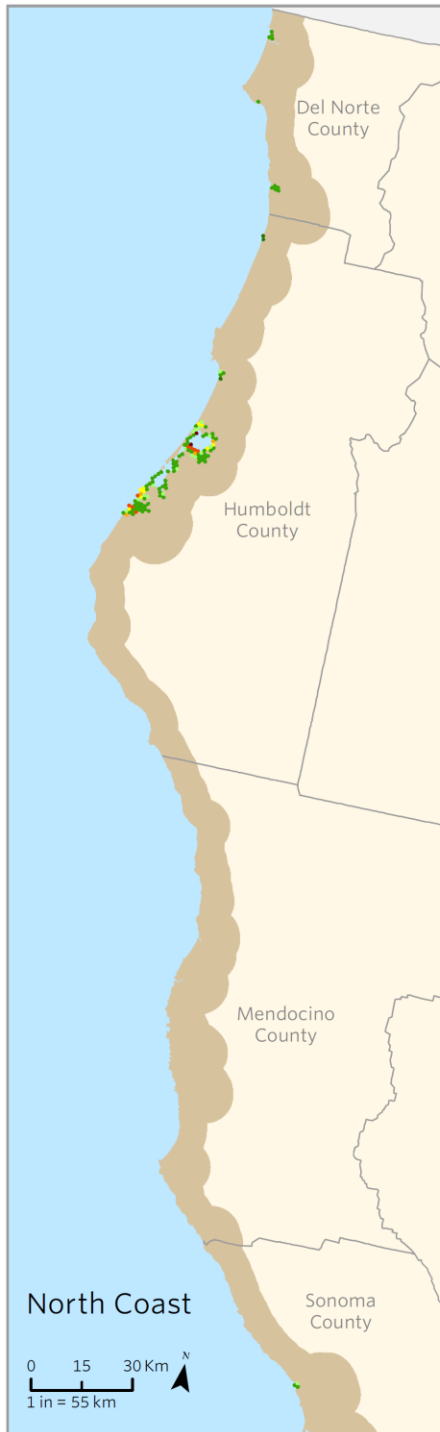 Del Norte
County
Humboldt
County
Mendocino
County
North Coast
Sonoma
County
0 15 30 Km
N
1 in = 55 km